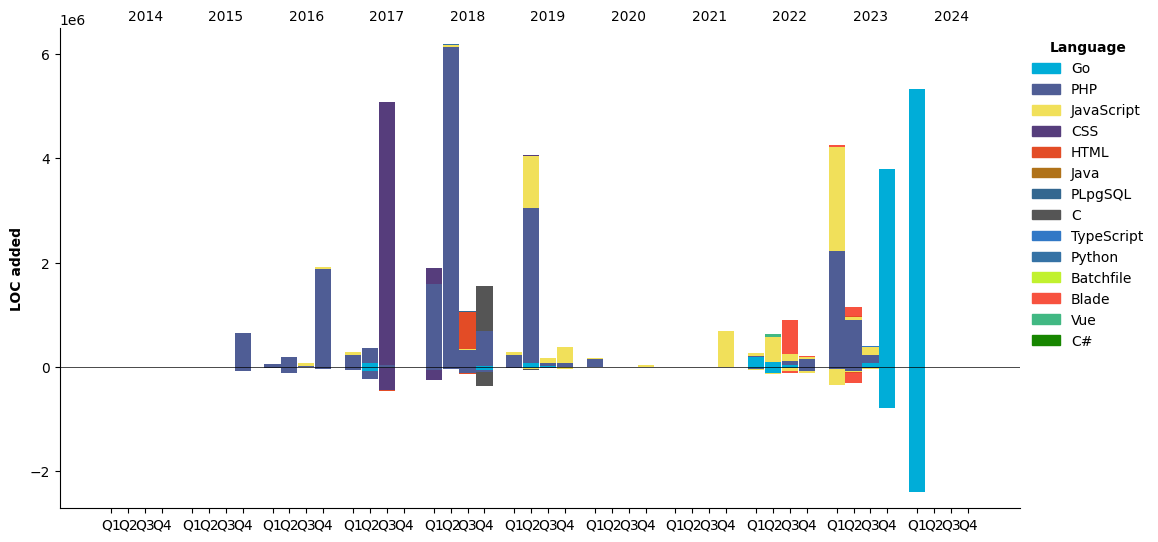 2014 2015 2016 2017 2018 2019 2020 2021 2022 2023 2024
1e6
6
4
2
0
−2
LOC added
Q1Q2Q3Q4 Q1Q2Q3Q4 Q1Q2Q3Q4 Q1Q2Q3Q4 Q1Q2Q3Q4 Q1Q2Q3Q4 Q1Q2Q3Q4 Q1Q2Q3Q4 Q1Q2Q3Q4 Q1Q2Q3Q4 Q1Q2Q3Q4
Language
Go
PHP
JavaScript
CSS
HTML
Java
PLpgSQL
C
TypeScript
Python
Batchfile
Blade
Vue
C#